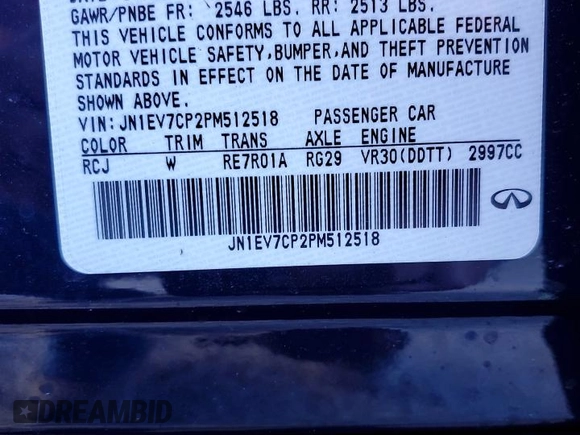 GAWR/PNBE FR: 2546 LBS. RR: 2513 LBS.
THIS VEHICLE CONFORMS TO ALL APPLICABLE FEDERAL
MOTOR VEHICLE SAFETY,BUMPER,AND THEFT PREVENTION
STANDARDS IN EFFECT ON THE DATE OF MANUFACTURE
SHOWN ABOVE.
VIN:JN1EV7CP2PM512518 PASSENGER CAR
COLOR TRIM TRANS AXLE ENGINE
RCJ W RE7R01A RG29 VR30(DDTT) 2997CC
JN1EV7CP2PM512518
DREAMBID